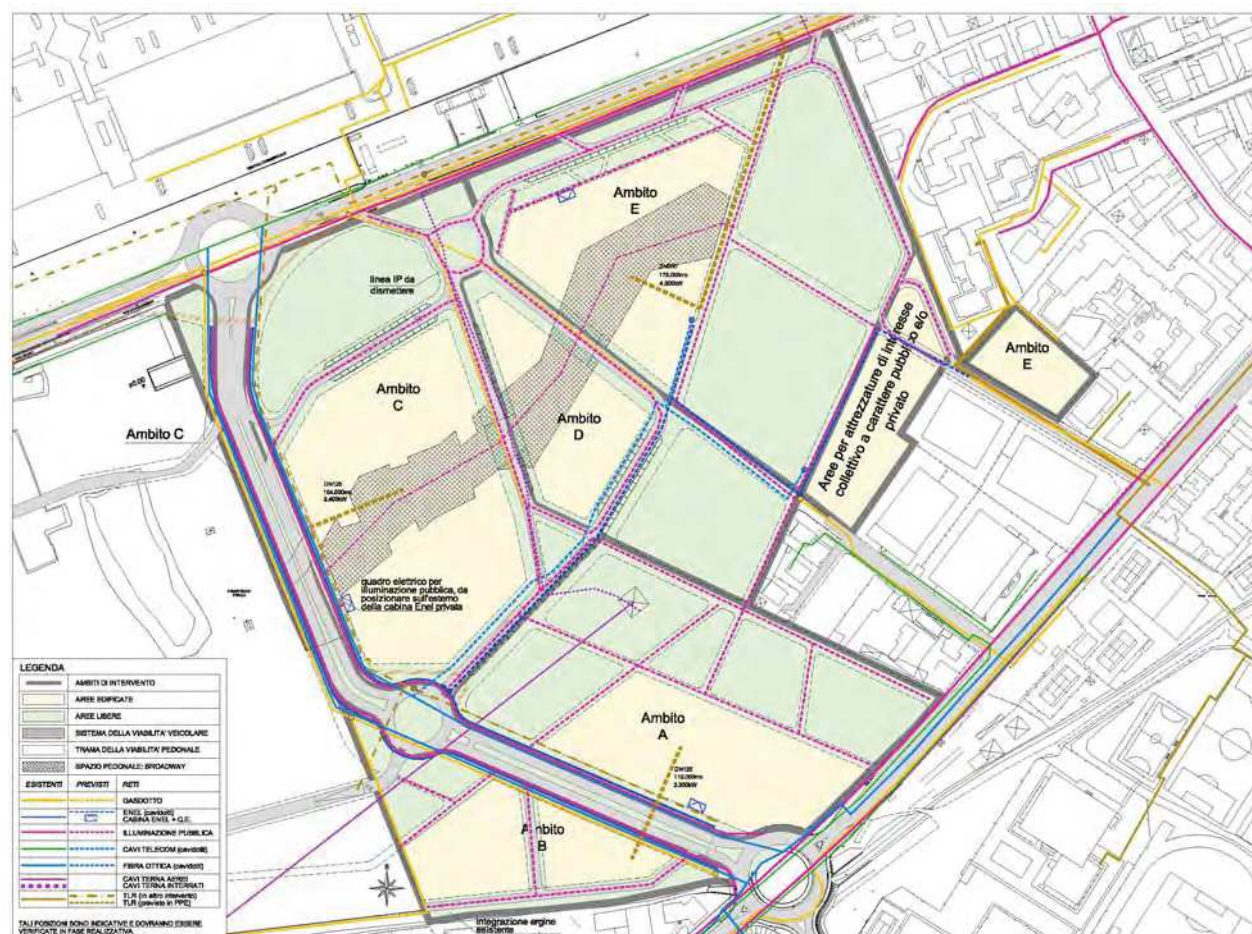 Ambito
E
linea IP da
dismettere
170.000mc
Ambito
E
Ambito
C
Aree per attrezzature di interesse
collettivo a carattere pubblico e/o
privato
Ambito
D
Ambito C
DN125
quadro elettrico per
illuminazione pubblica, da
posizionare sull'esterno
della cabina Enel privata
Ambito
A
DN125
Ambito
B
Integrazione argine
esistente
LEGENDA
AMBITI DI INTERVENTO
AREE EDIFICATE
AREE LIBERE
SISTEMA DELLA VIABILITA' VEICOLARE
TRAMA DELLA VIABILITA' PEDONALE
SPAZIO PEDONALE: BROADWAY
ESISTENTI PREVISTI RETI
GASDOTTO
ENEL (cavidotti)
CABINA ENEL + Q.E.
ILLUMINAZIONE PUBBLICA
CAVI TELECOM (cavidotti)
FIBRA OTTICA (cavidotti)
CAVI TERNA AEREI
CAVI TERNA INTERRATI
TLR (in altro intervento)
TLR (previsto in PPE)
TALI POSIZIONI SONO INDICATIVE E DOVRANNO ESSERE
VERIFICATE IN FASE REALIZZATIVA.